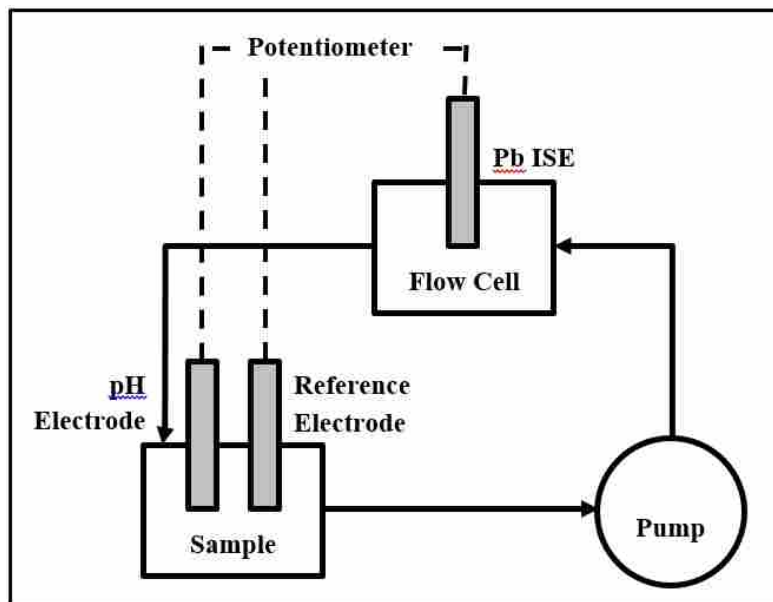 Potentiometer
Pb ISE
Flow Cell
pH
Electrode
Reference
Electrode
Sample
Pump